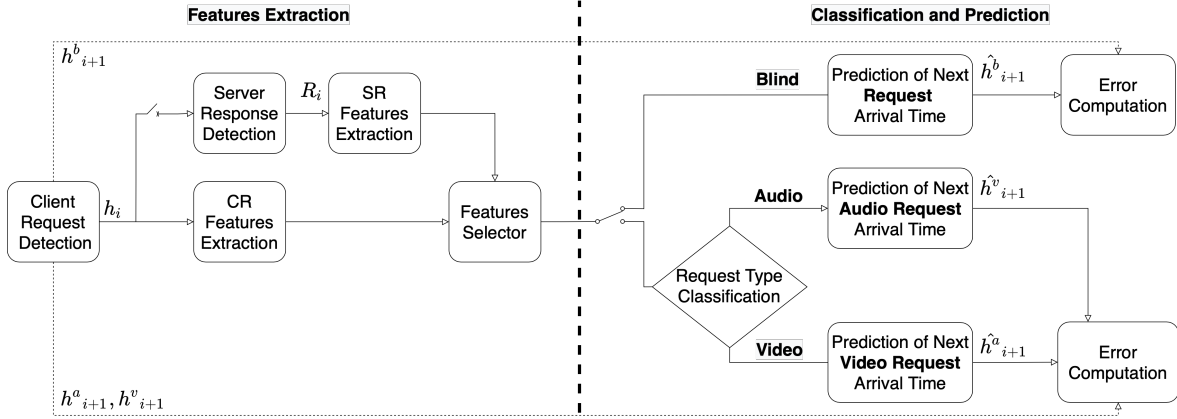 Features Extraction
Classification and Prediction
h^b_{i+1}
Server
Response
Detection
R_i
SR
Features
Extraction
Blind
Prediction of Next
Request
Arrival Time
\hat{h^b}_{i+1}
Error
Computation
Client
Request
Detection
h_i
CR
Features
Extraction
Features
Selector
Audio
Prediction of Next
Audio Request
Arrival Time
\hat{h^v}_{i+1}
Request Type
Classification
Video
Prediction of Next
Video Request
Arrival Time
\hat{h^a}_{i+1}
Error
Computation
h^a_{i+1}, h^v_{i+1}